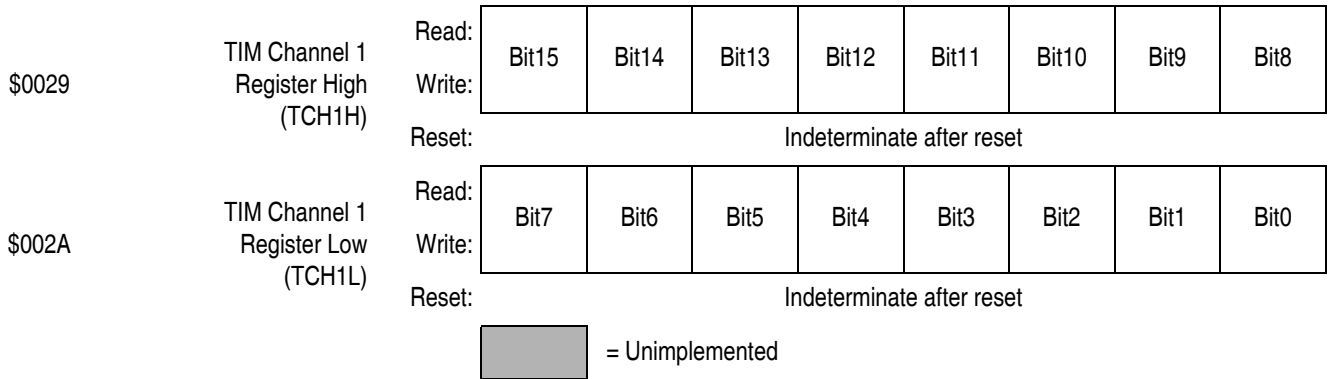 $0029 TIM Channel 1 Register High (TCH1H) Read: Write: Bit15 Bit14 Bit13 Bit12 Bit11 Bit10 Bit9 Bit8
Reset: Indeterminate after reset
$002A TIM Channel 1 Register Low (TCH1L) Read: Write: Bit7 Bit6 Bit5 Bit4 Bit3 Bit2 Bit1 Bit0
Reset: Indeterminate after reset
= Unimplemented